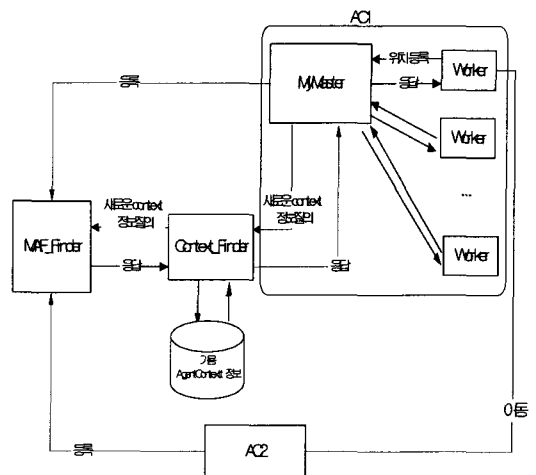 AC1
위치등록
Worker
등록
MjMaster
응답
Worker
...
새로운context
정보질의
새로운context
정보질의
MAF_Finder
Context_Finder
Worker
응답
응답
가용
AgentContext 정보
이동
등록
AC2